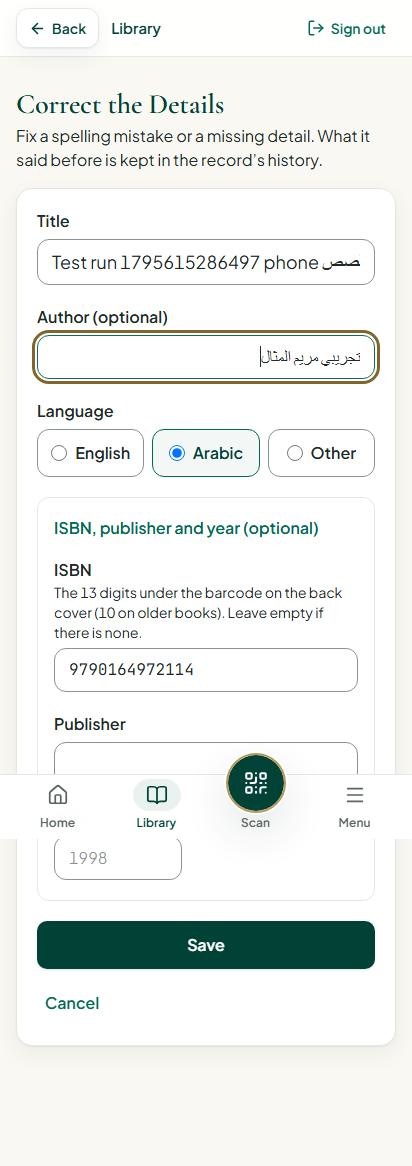 Back
Library
Sign out
Correct the Details
Fix a spelling mistake or a missing detail. What it
said before is kept in the record’s history.
Title
Test run 1795615286497 phone قصص
Author (optional)
تجريبي مريم المثال
Language
English
Arabic
Other
ISBN, publisher and year (optional)
ISBN
The 13 digits under the barcode on the back
cover (10 on older books). Leave empty if
there is none.
9790164972114
Publisher
Home
Library
Scan
Menu
1998
Save
Cancel